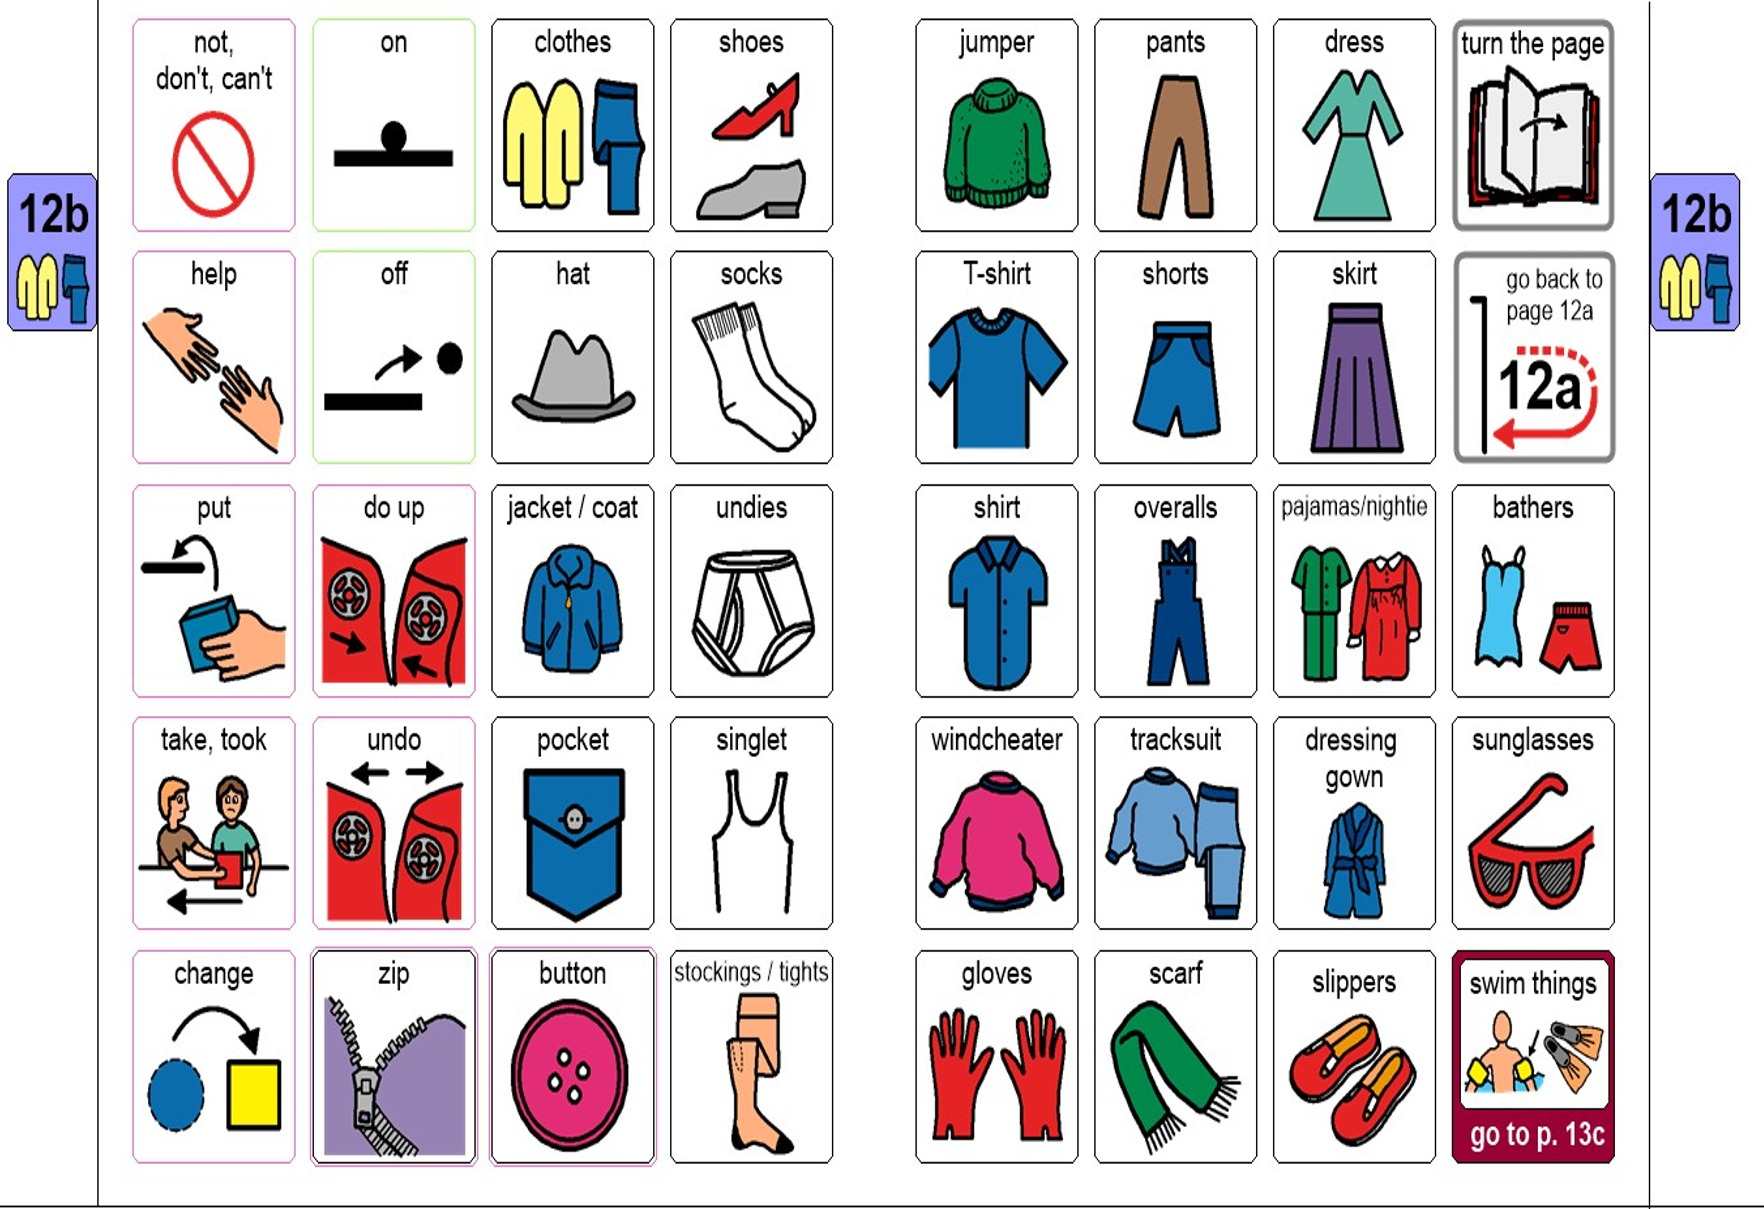 12b
not,
don't, can't
on
clothes
shoes
help
off
hat
socks
put
do up
jacket / coat
undies
take, took
undo
pocket
singlet
change
zip
button
stockings / tights
jumper
pants
dress
turn the page
T-shirt
shorts
skirt
go back to
page 12a
12a
shirt
overalls
pajamas/nightie
bathers
windcheater
tracksuit
dressing
gown
sunglasses
gloves
scarf
slippers
swim things
go to p. 13c
12b